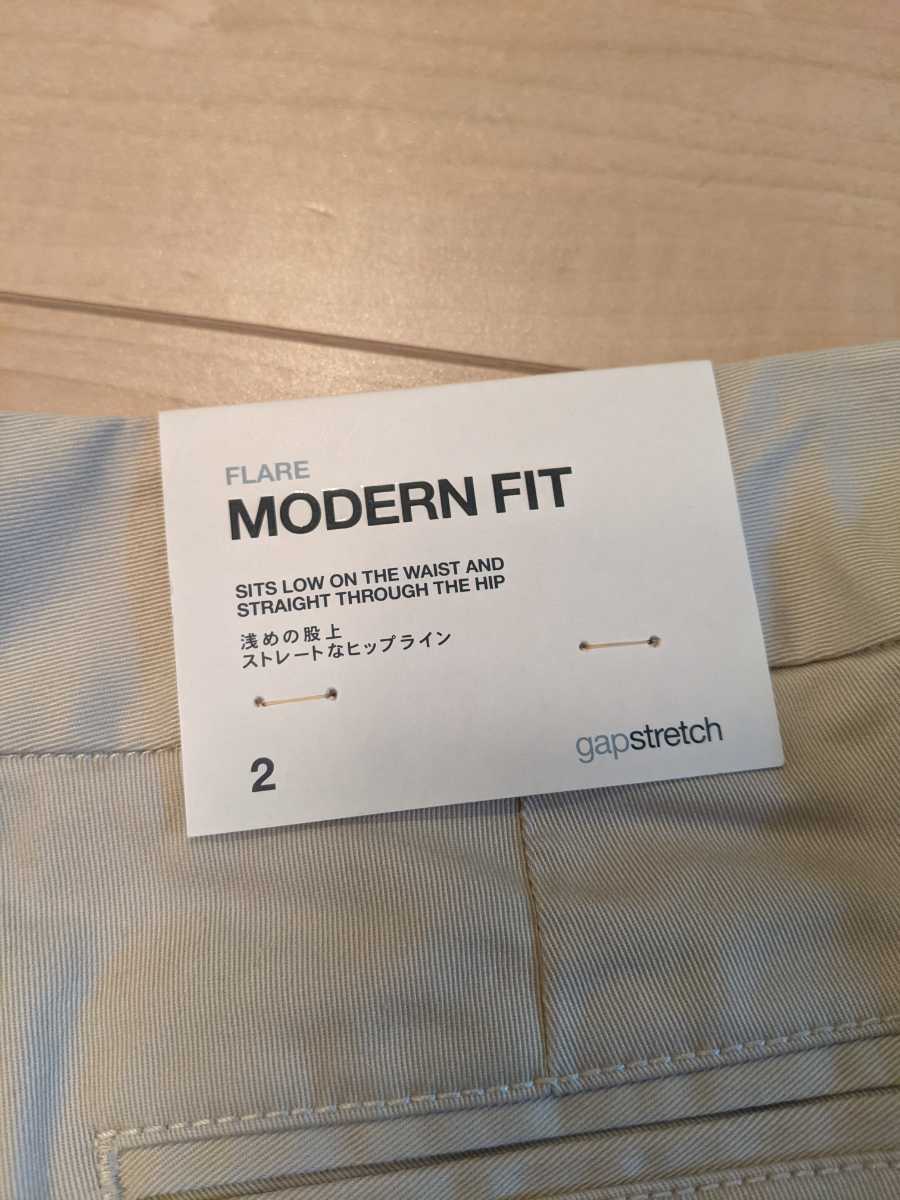 FLARE
MODERN FIT
SITS LOW ON THE WAIST AND
STRAIGHT THROUGH THE HIP
浅めの股上
ストレートなヒップライン
2
gapstretch